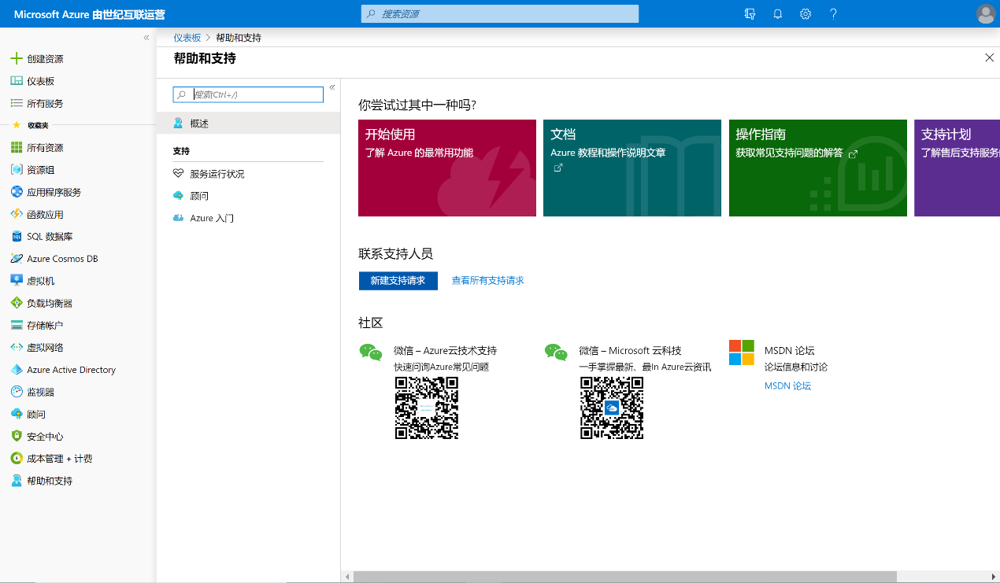 Microsoft Azure 由世纪互联运营
搜索资源
仪表板 > 帮助和支持
帮助和支持
创建资源
仪表板
所有服务
收藏夹
所有资源
资源组
应用程序服务
函数应用
SQL 数据库
Azure Cosmos DB
虚拟机
负载均衡器
存储帐户
虚拟网络
Azure Active Directory
监视器
顾问
安全中心
成本管理 + 计费
帮助和支持
搜索(Ctrl+/)
概述
支持
服务运行状况
顾问
Azure 入门
你尝试过其中一种吗?
开始使用
了解 Azure 的最常用功能
文档
Azure 教程和操作说明文章
操作指南
获取常见支持问题的解答
支持计划
了解售后支持服务
联系支持人员
新建支持请求
查看所有支持请求
社区
微信 – Azure云技术支持
快速问询Azure常见问题
微信 – Microsoft 云科技
一手掌握最新、最In Azure云资讯
MSDN 论坛
论坛信息和讨论
MSDN 论坛